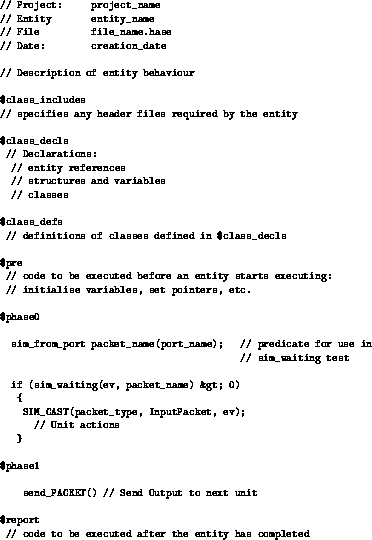 // Project:     project_name
// Entity       entity_name
// File         file_name.hase
// Date:        creation_date
// Description of entity behaviour
$class_includes
// specifies any header files required by the entity
$class_decls
// Declarations:
// entity references
// structures and variables
// classes
$class_defs
// definitions of classes defined in $class_decls
$pre
// code to be executed before an entity starts executing:
// initialise variables, set pointers, etc.
$phase0
sim_from_port packet_name(port_name);   // predicate for use in
// sim_waiting test
if (sim_waiting(ev, packet_name) &gt; 0)
{
SIM_CAST(packet_type, InputPacket, ev);
// Unit actions
}
$phase1
send_PACKET() // Send Output to next unit
$report
// code to be executed after the entity has completed